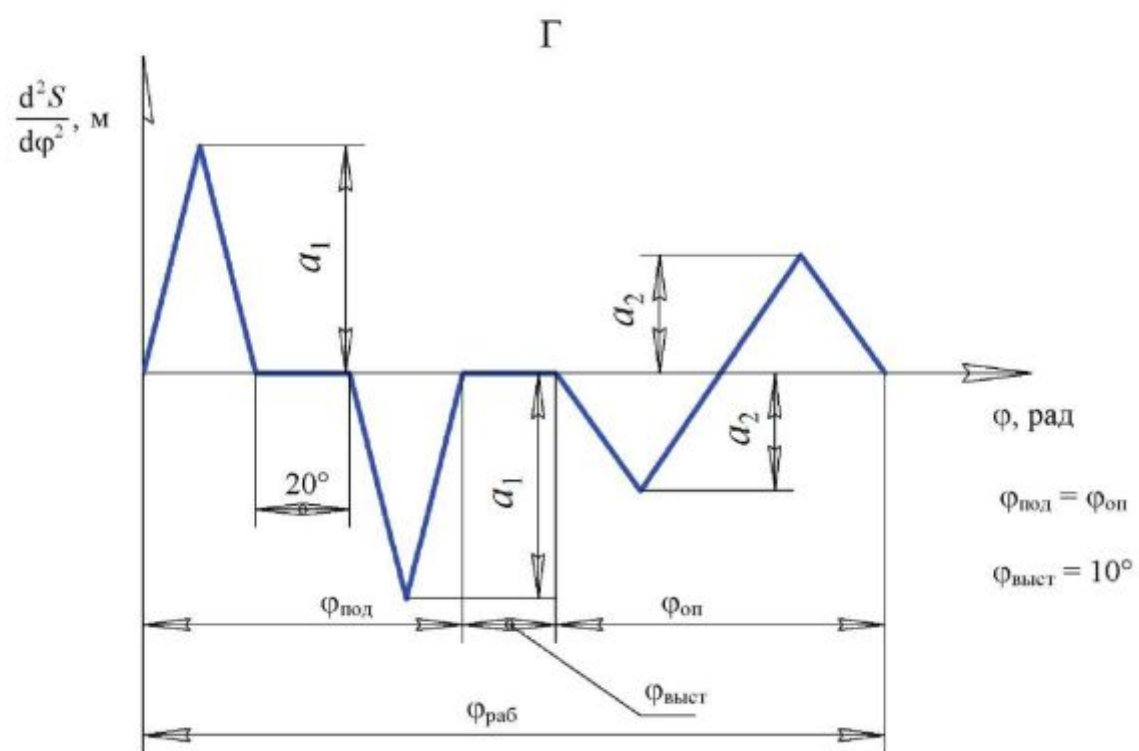 Г
d²S
dφ², м
a₁
a₂
20°
a₁
a₂
φ, рад
φпод = φоп
φвыст = 10°
φпод
φоп
φвыст
φраб